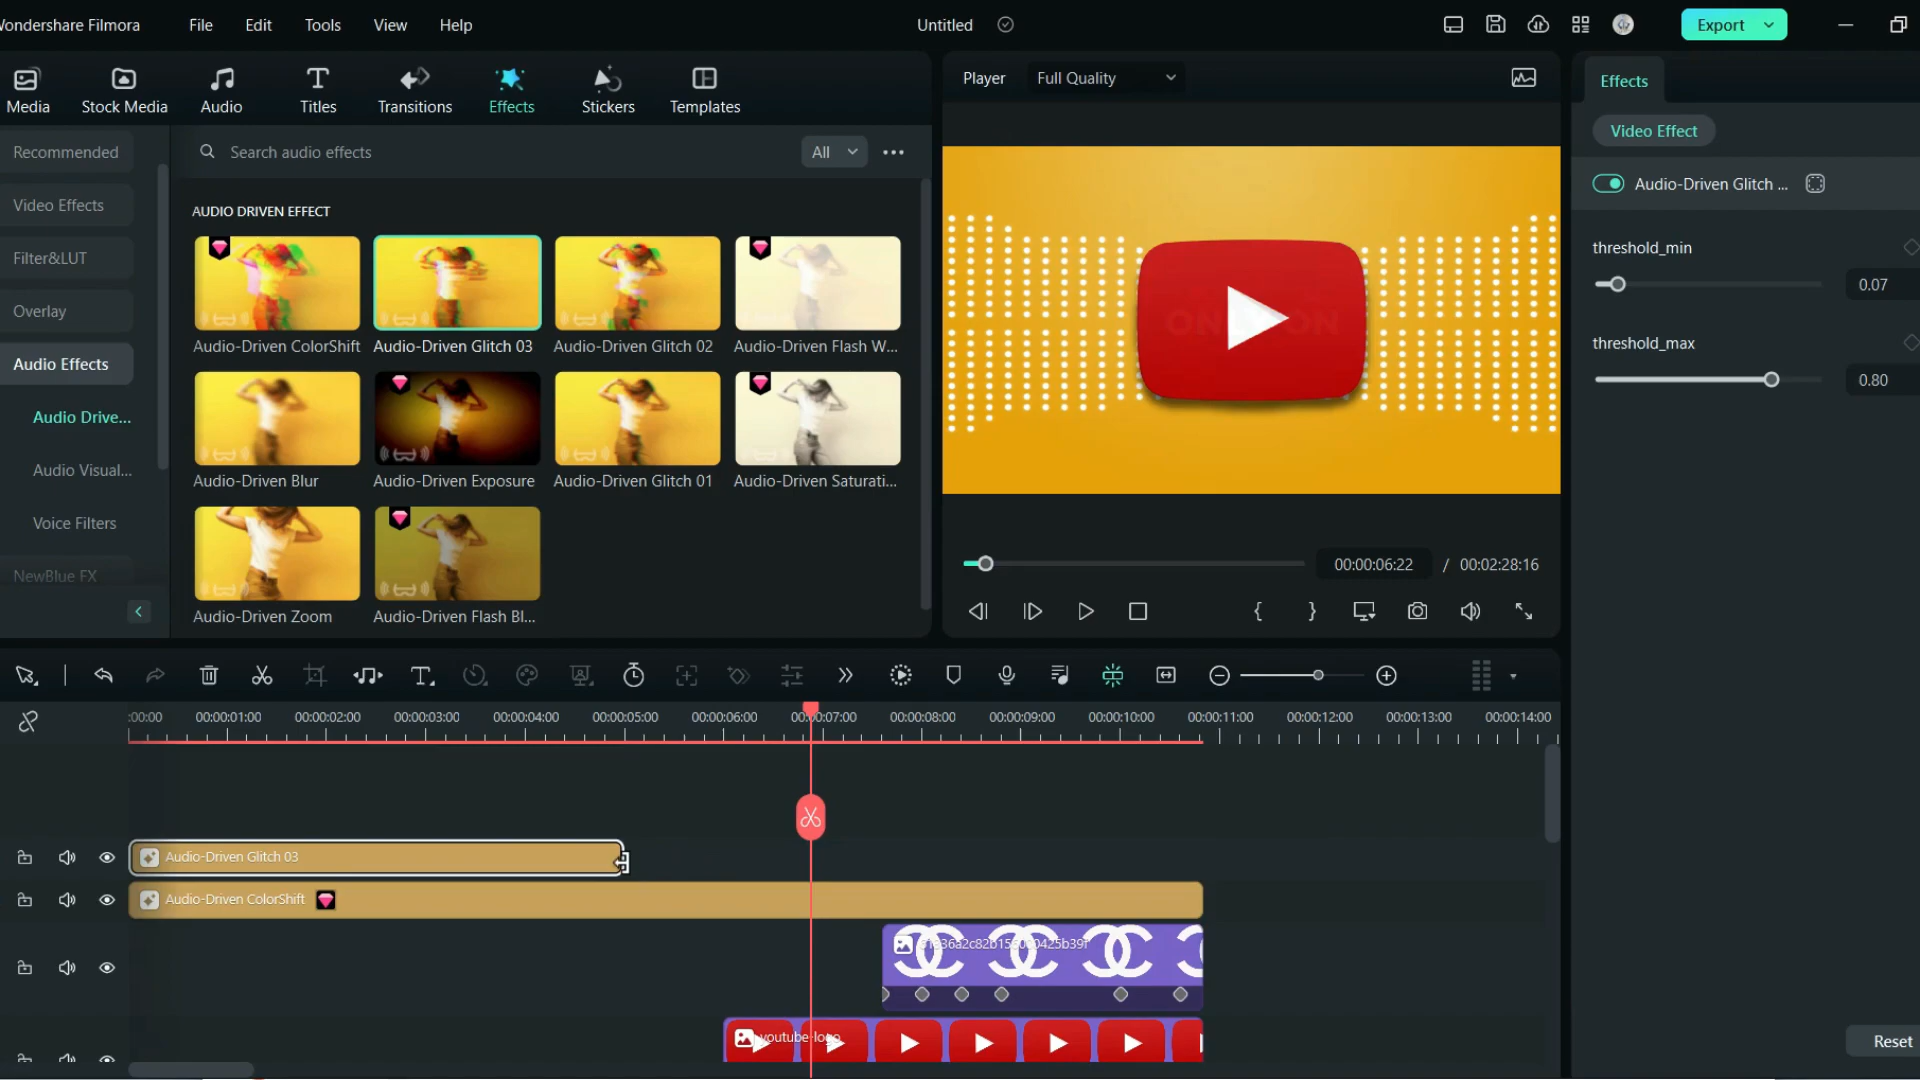 Wondershare Filmora
File
Edit
Tools
View
Help
Untitled
Export
Media
Stock Media
Audio
Titles
Transitions
Effects
Stickers
Templates
Player
Full Quality
Effects
Video Effect
Recommended
Video Effects
Filter&LUT
Overlay
Audio Effects
Audio Drive...
Audio Visual...
Voice Filters
NewBlue FX
Search audio effects
All
AUDIO DRIVEN EFFECT
Audio-Driven ColorShift
Audio-Driven Glitch 03
Audio-Driven Glitch 02
Audio-Driven Flash W...
Audio-Driven Blur
Audio-Driven Exposure
Audio-Driven Glitch 01
Audio-Driven Saturati...
Audio-Driven Zoom
Audio-Driven Flash Bl...
Audio-Driven Glitch ...
threshold_min
0.07
threshold_max
0.80
00:00:06:22 / 00:02:28:16
:00:00
00:00:01:00
00:00:02:00
00:00:03:00
00:00:04:00
00:00:05:00
00:00:06:00
00:00:07:00
00:00:08:00
00:00:09:00
00:00:10:00
00:00:11:00
00:00:12:00
00:00:13:00
00:00:14:00
Audio-Driven Glitch 03
Audio-Driven ColorShift
youtube-logo
Reset